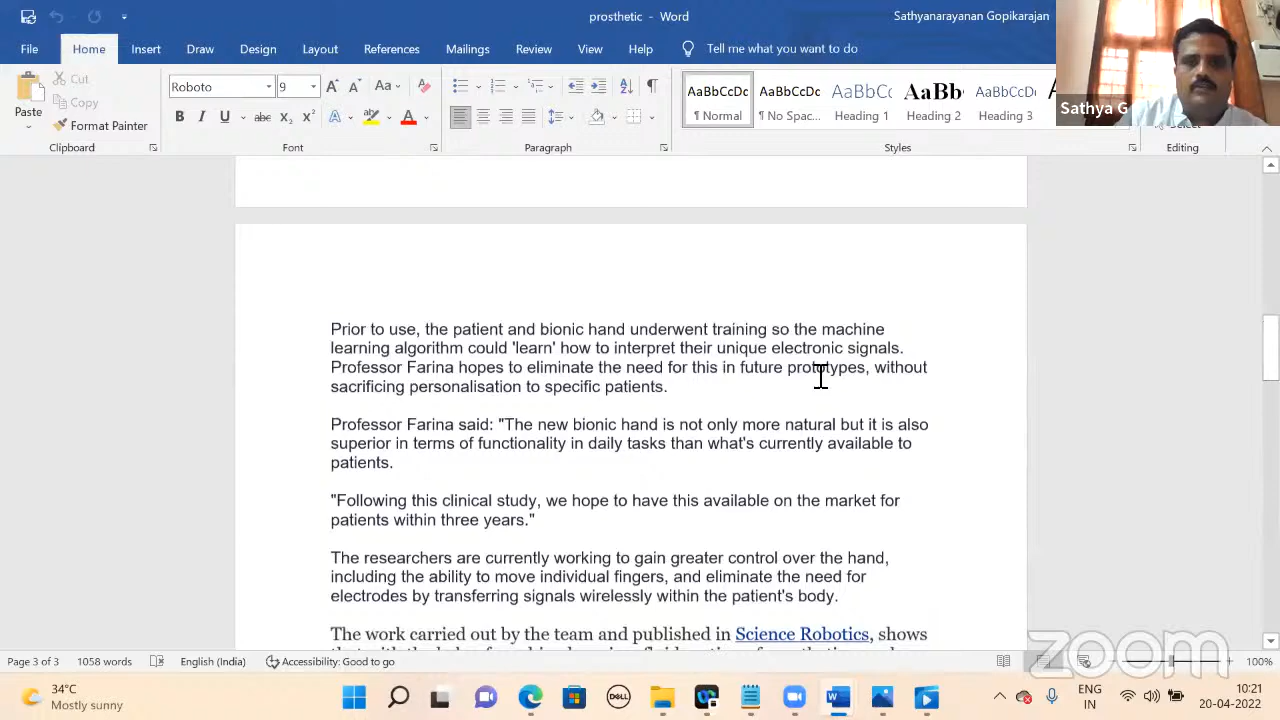 prosthetic - Word
Sathyanarayanan Gopikarajan
File Home Insert Draw Design Layout References Mailings Review View Help Tell me what you want to do
Paste
Cut
Copy
Format Painter
Roboto 9
AaBbCcDc AaBbCcDc AaBbC AaBb AaBbCcDc
¶ Normal ¶ No Spac... Heading 1 Heading 2 Heading 3
Clipboard Font Paragraph Styles Editing
Sathya G
Prior to use, the patient and bionic hand underwent training so the machine
learning algorithm could 'learn' how to interpret their unique electronic signals.
Professor Farina hopes to eliminate the need for this in future prototypes, without
sacrificing personalisation to specific patients.
Professor Farina said: "The new bionic hand is not only more natural but it is also
superior in terms of functionality in daily tasks than what's currently available to
patients.
"Following this clinical study, we hope to have this available on the market for
patients within three years."
The researchers are currently working to gain greater control over the hand,
including the ability to move individual fingers, and eliminate the need for
electrodes by transferring signals wirelessly within the patient's body.
The work carried out by the team and published in Science Robotics, shows
zoom
Page 3 of 3 1058 words English (India) Accessibility: Good to go 100%
34°C
Mostly sunny
DELL
ENG
IN
10:21
20-04-2022